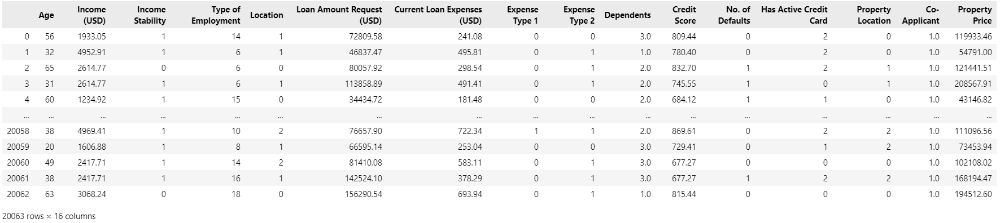 Age Income (USD) Income Stability Type of Employment Location Loan Amount Request (USD) Current Loan Expenses (USD) Expense Type 1 Expense Type 2 Dependents Credit Score No. of Defaults Has Active Credit Card Property Location Co-Applicant Property Price
0 56 1933.05 1 14 1 72809.58 241.08 0 0 3.0 809.44 0 2 0 1.0 119933.46
1 32 4952.91 1 6 1 46837.47 495.81 0 1 1.0 780.40 0 2 0 1.0 54791.00
2 65 2614.77 0 6 0 80057.92 298.54 0 1 2.0 832.70 1 2 1 1.0 121441.51
3 31 2614.77 1 6 1 113858.89 491.41 0 1 2.0 745.55 1 0 1 1.0 208567.91
4 60 1234.92 1 15 0 34434.72 181.48 0 0 2.0 684.12 1 1 0 1.0 43146.82
... ... ... ... ... ... ... ... ... ... ... ... ... ... ... ... ...
20058 38 4969.41 1 10 2 76657.90 722.34 1 1 2.0 869.61 0 2 2 1.0 111096.56
20059 20 1606.88 1 8 1 66595.14 253.04 0 0 3.0 729.41 0 1 2 1.0 73453.94
20060 49 2417.71 1 14 2 81410.08 583.11 0 1 3.0 677.27 0 0 0 1.0 102108.02
20061 38 2417.71 1 16 1 142524.10 378.29 0 1 3.0 677.27 1 2 2 1.0 168194.47
20062 63 3068.24 0 18 0 156290.54 693.94 0 1 1.0 815.44 0 0 0 1.0 194512.60
20063 rows × 16 columns